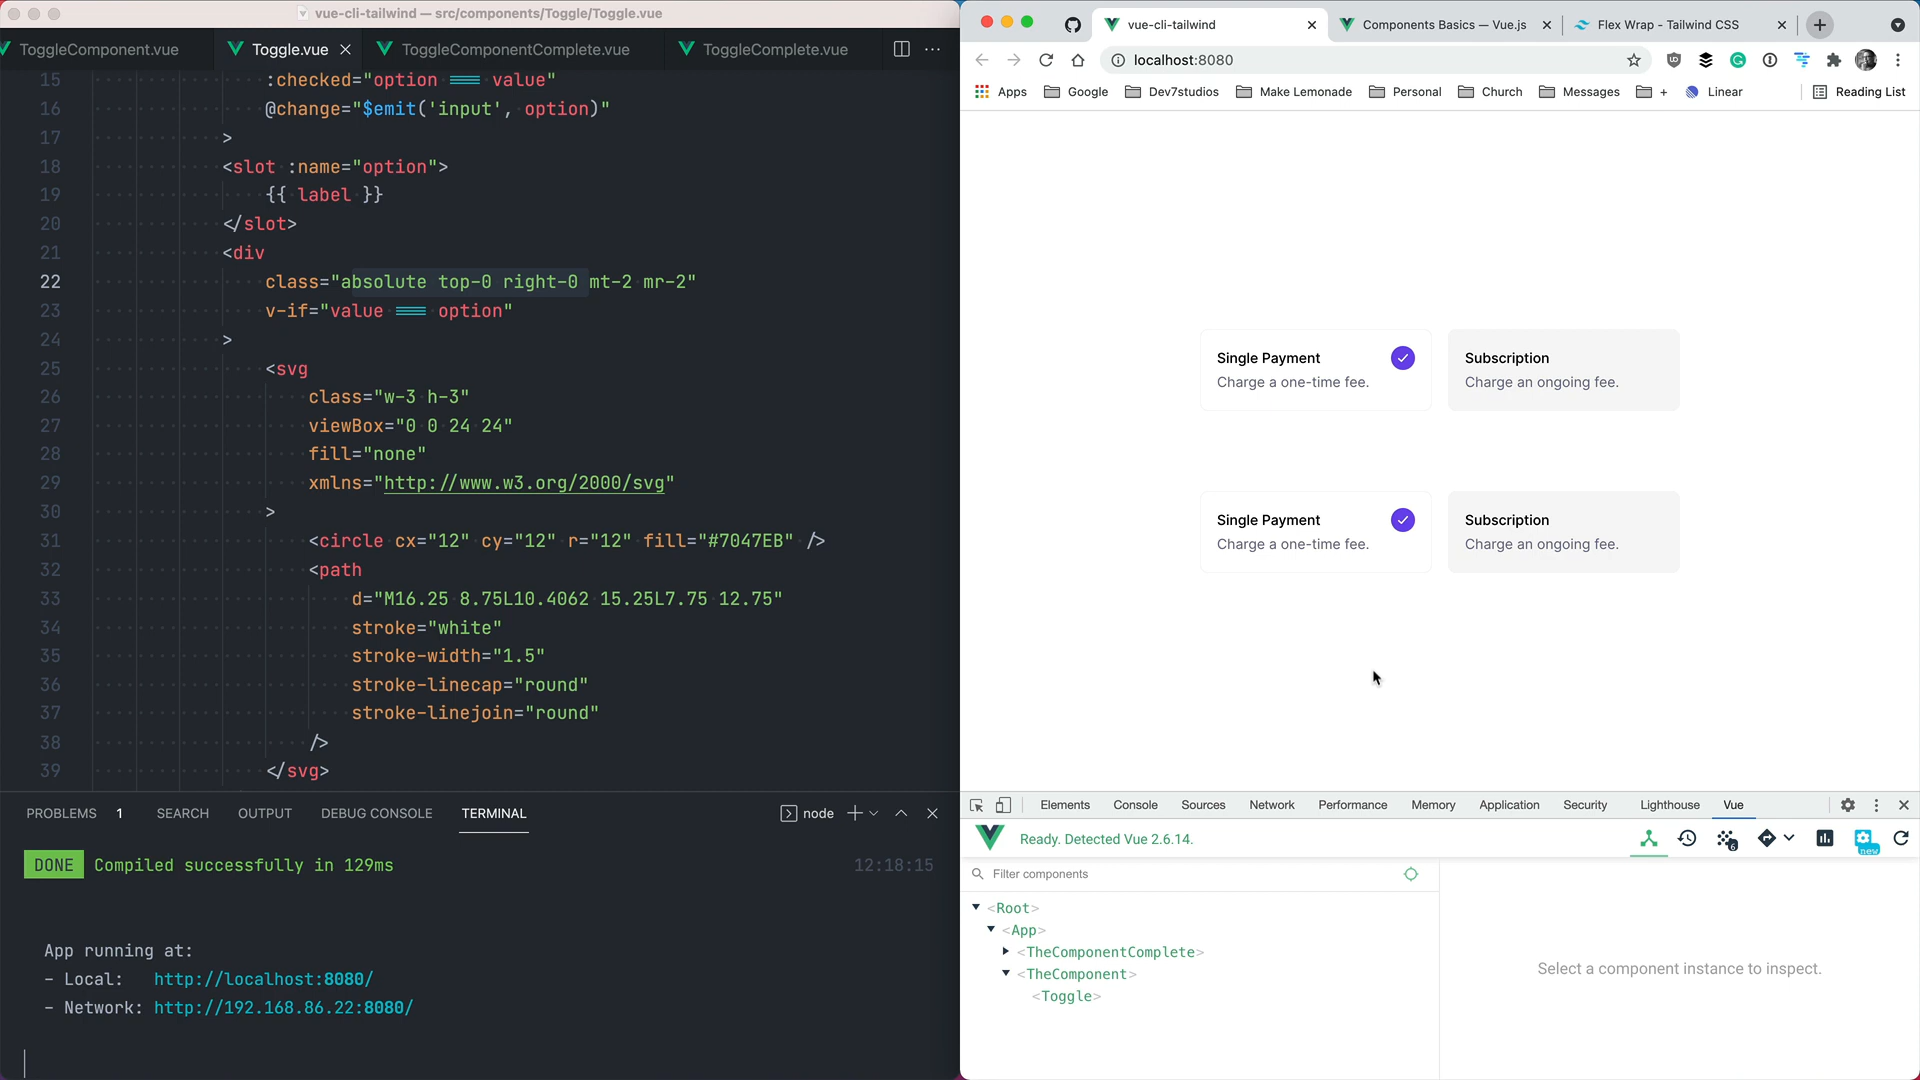 vue-cli-tailwind — src/components/Toggle/Toggle.vue
ToggleComponent.vue
Toggle.vue
ToggleComponentComplete.vue
ToggleComplete.vue
15 :checked="option === value"
16 @change="$emit('input', option)"
17 >
18 <slot :name="option">
19 {{ label }}
20 </slot>
21 <div
22 class="absolute top-0 right-0 mt-2 mr-2"
23 v-if="value === option"
24 >
25 <svg
26 class="w-3 h-3"
27 viewBox="0 0 24 24"
28 fill="none"
29 xmlns="http://www.w3.org/2000/svg"
30 >
31 <circle cx="12" cy="12" r="12" fill="#7047EB" />
32 <path
33 d="M16.25 8.75L10.4062 15.25L7.75 12.75"
34 stroke="white"
35 stroke-width="1.5"
36 stroke-linecap="round"
37 stroke-linejoin="round"
38 />
39 </svg>
PROBLEMS 1 SEARCH OUTPUT DEBUG CONSOLE TERMINAL node
DONE Compiled successfully in 129ms 12:18:15
App running at:
- Local: http://localhost:8080/
- Network: http://192.168.86.22:8080/
vue-cli-tailwind
Components Basics — Vue.js
Flex Wrap - Tailwind CSS
localhost:8080
Apps Google Dev7studios Make Lemonade Personal Church Messages + Linear Reading List
Single Payment
Charge a one-time fee.
Subscription
Charge an ongoing fee.
Single Payment
Charge a one-time fee.
Subscription
Charge an ongoing fee.
Elements Console Sources Network Performance Memory Application Security Lighthouse Vue
Ready. Detected Vue 2.6.14.
6
new
Filter components
<Root>
<App>
<TheComponentComplete>
<TheComponent>
<Toggle>
Select a component instance to inspect.